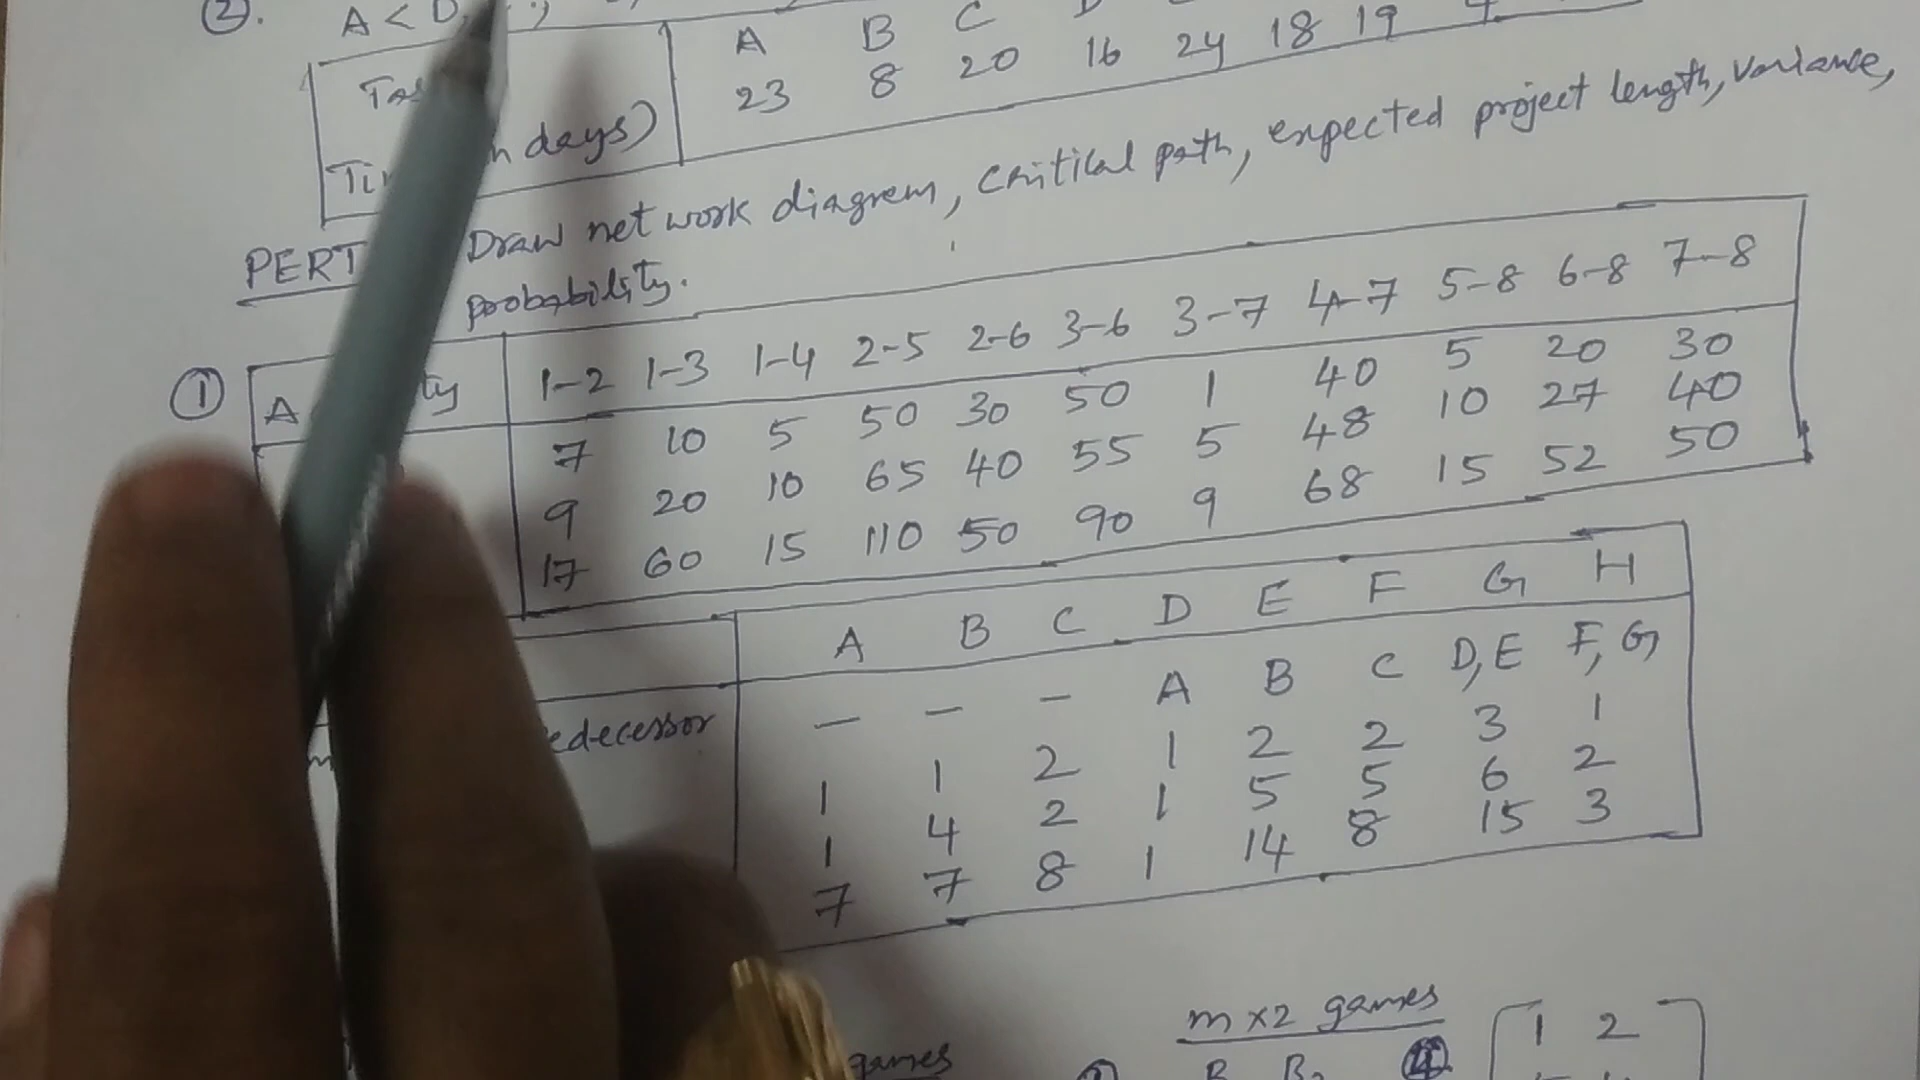 ②. A < D,
A B C D
23 8 20 16 24 18 19 4
days)
PERT Draw network diagram, critical path, expected project length, variance,
probability.
① A ty 1-2 1-3 1-4 2-5 2-6 3-6 3-7 4-7 5-8 6-8 7-8
7 10 5 50 30 50 1 40 5 20 30
9 20 10 65 40 55 5 48 10 27 40
17 60 15 110 50 90 9 68 15 52 50
A B C D E F G H
edecessor — — — A B C D,E F,G
m 1 1 2 1 2 2 3 1
1 4 2 1 5 5 6 2
7 7 8 1 14 8 15 3
games
m×2 games
B
④ 1 2